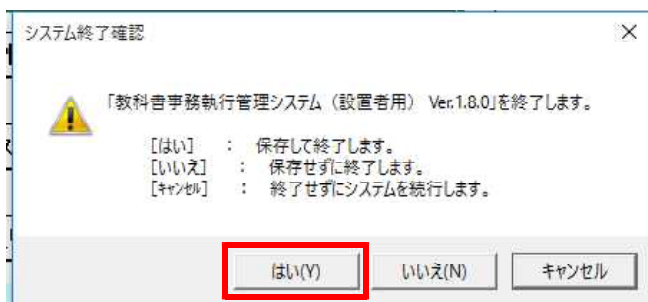 システム終了確認
「教科書事務執行管理システム（設置者用） Ver.1.8.0」を終了します。
[はい] ： 保存して終了します。
[いいえ] ： 保存せずに終了します。
[ｷｬﾝｾﾙ] ： 終了せずにシステムを続行します。
はい(Y) いいえ(N) キャンセル